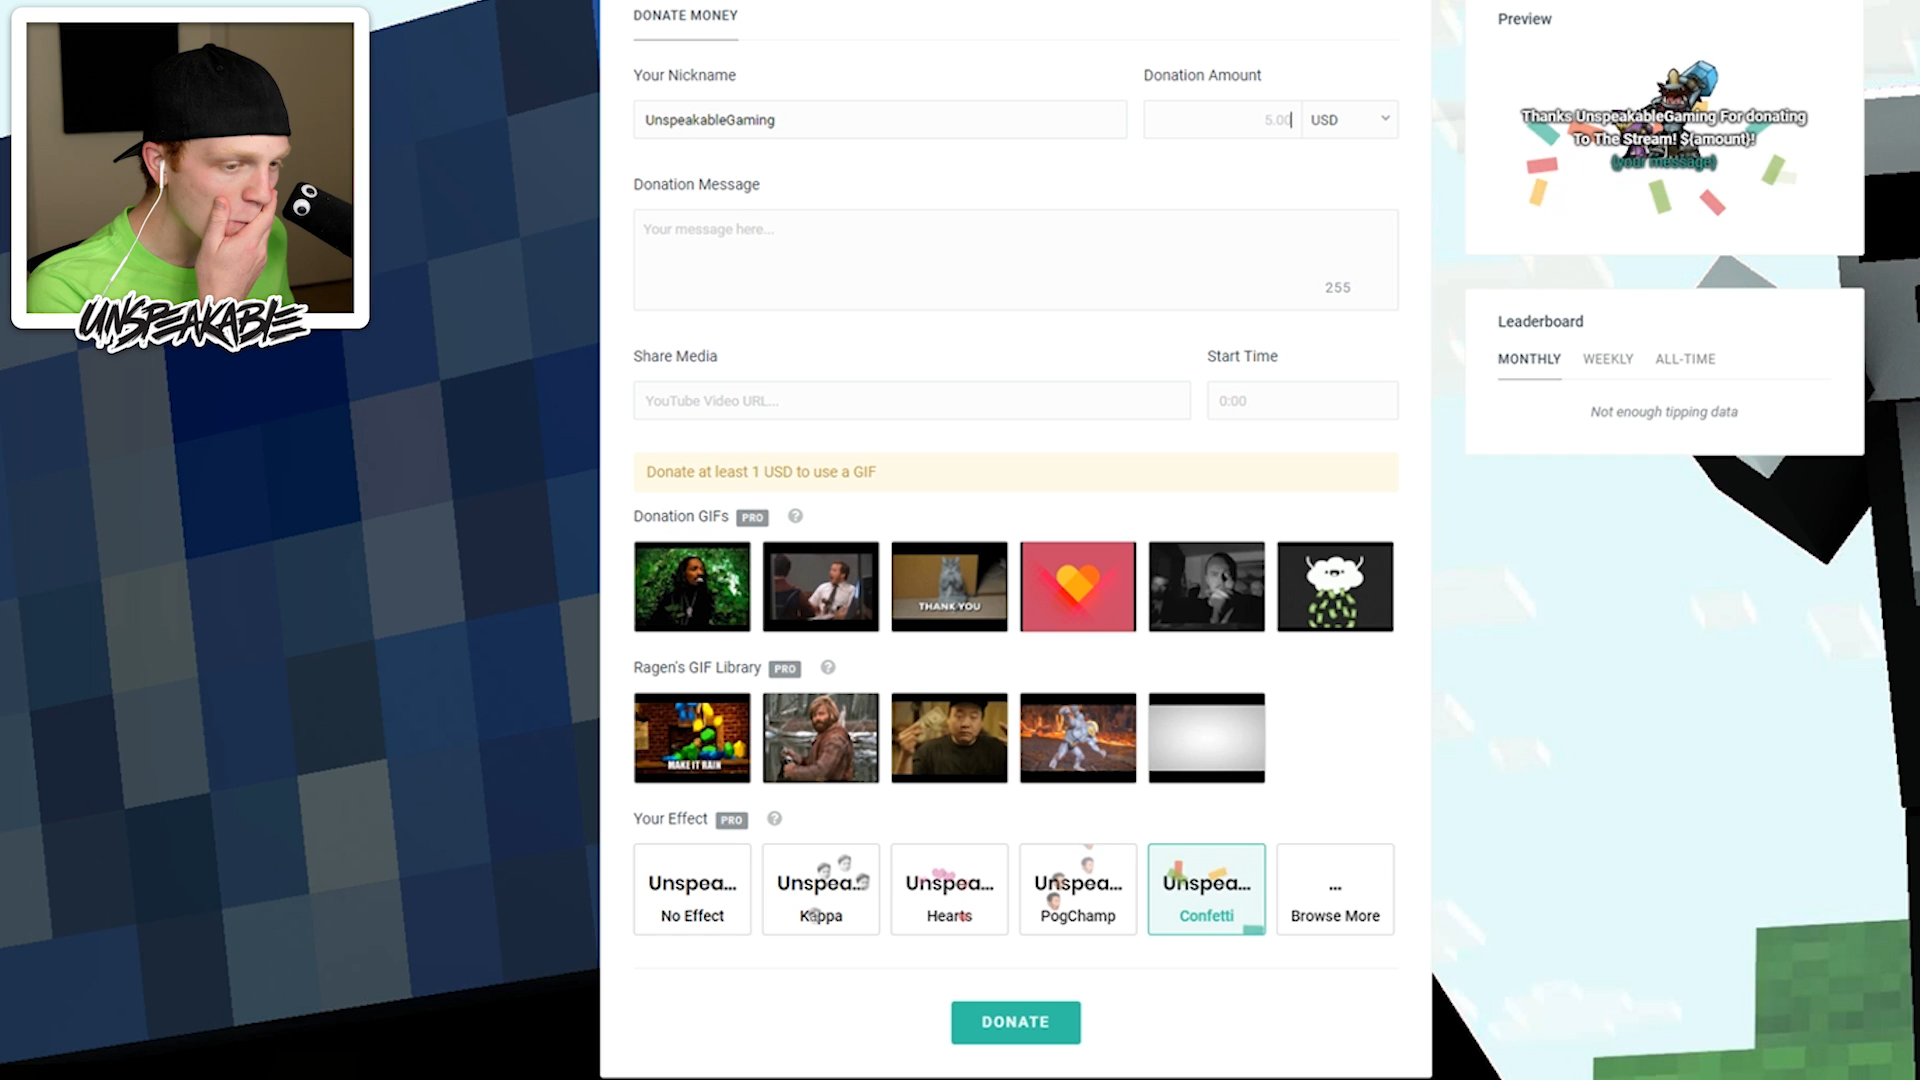 UNSPEAKABLE
DONATE MONEY
Your Nickname
Donation Amount
UnspeakableGaming
5.00
USD
Donation Message
Your message here...
255
Share Media
Start Time
YouTube Video URL...
0:00
Donate at least 1 USD to use a GIF
Donation GIFs PRO ?
THANK YOU
Ragen's GIF Library PRO ?
MAKE IT RAIN
Your Effect PRO ?
Unspea...
No Effect
Unspea...
Kappa
Unspea...
Hearts
Unspea...
PogChamp
Unspea...
Confetti
...
Browse More
DONATE
Preview
Thanks UnspeakableGaming For donating
To The Stream! ${amount}!
{your message}
Leaderboard
MONTHLY WEEKLY ALL-TIME
Not enough tipping data